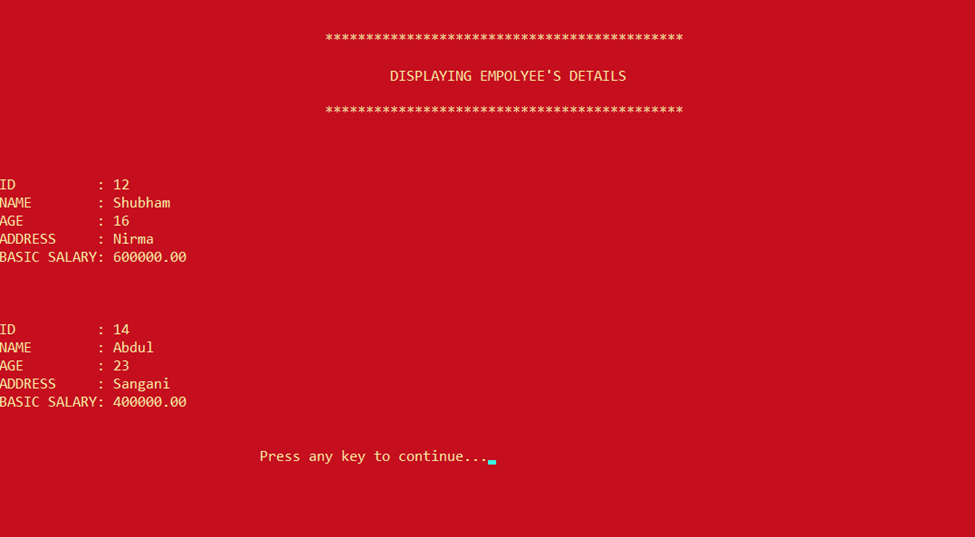 ********************************************
DISPLAYING EMPOLYEE'S DETAILS
********************************************
ID          : 12
NAME        : Shubham
AGE         : 16
ADDRESS     : Nirma
BASIC SALARY: 600000.00
ID          : 14
NAME        : Abdul
AGE         : 23
ADDRESS     : Sangani
BASIC SALARY: 400000.00
Press any key to continue...